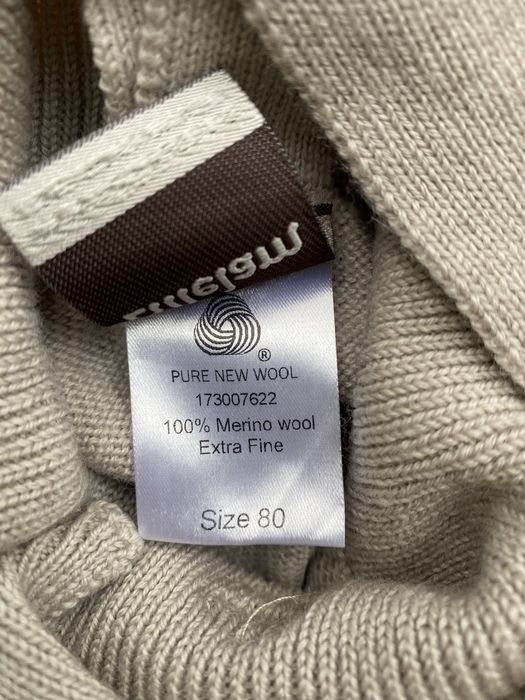 ®
PURE NEW WOOL
173007622
100% Merino wool
Extra Fine
Size 80